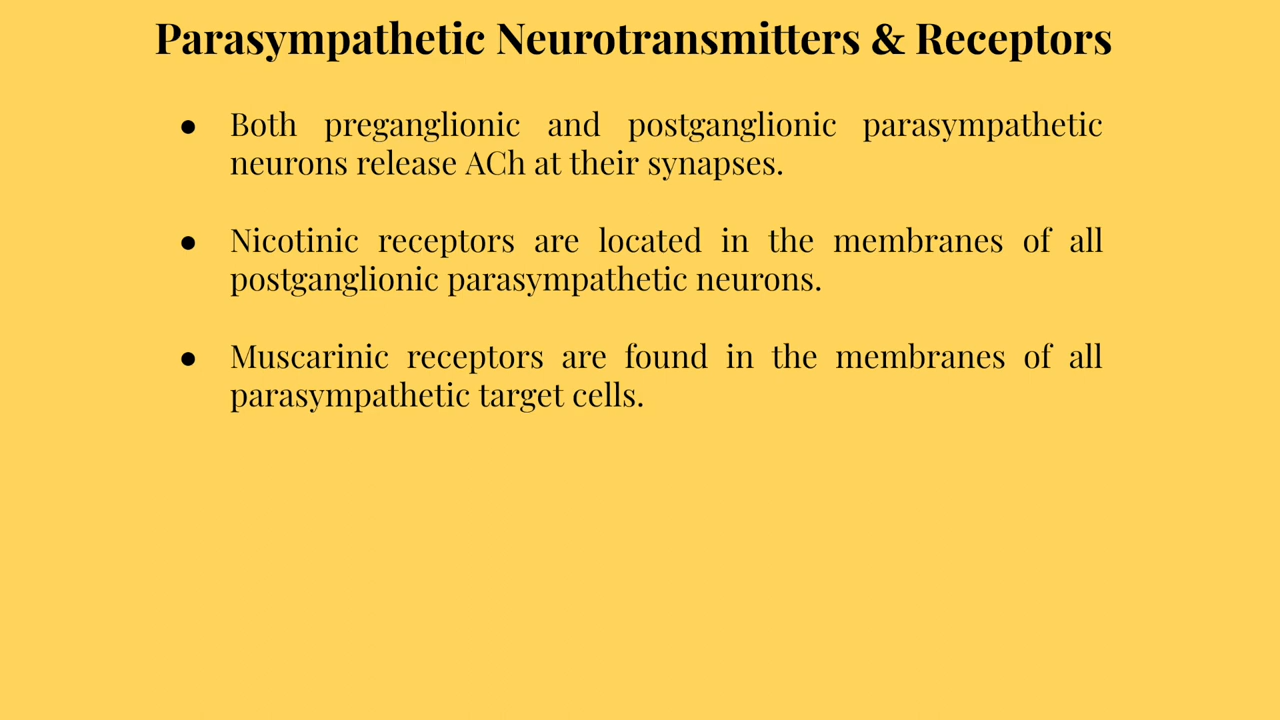 Parasympathetic Neurotransmitters & Receptors
● Both preganglionic and postganglionic parasympathetic
neurons release ACh at their synapses.
● Nicotinic receptors are located in the membranes of all
postganglionic parasympathetic neurons.
● Muscarinic receptors are found in the membranes of all
parasympathetic target cells.